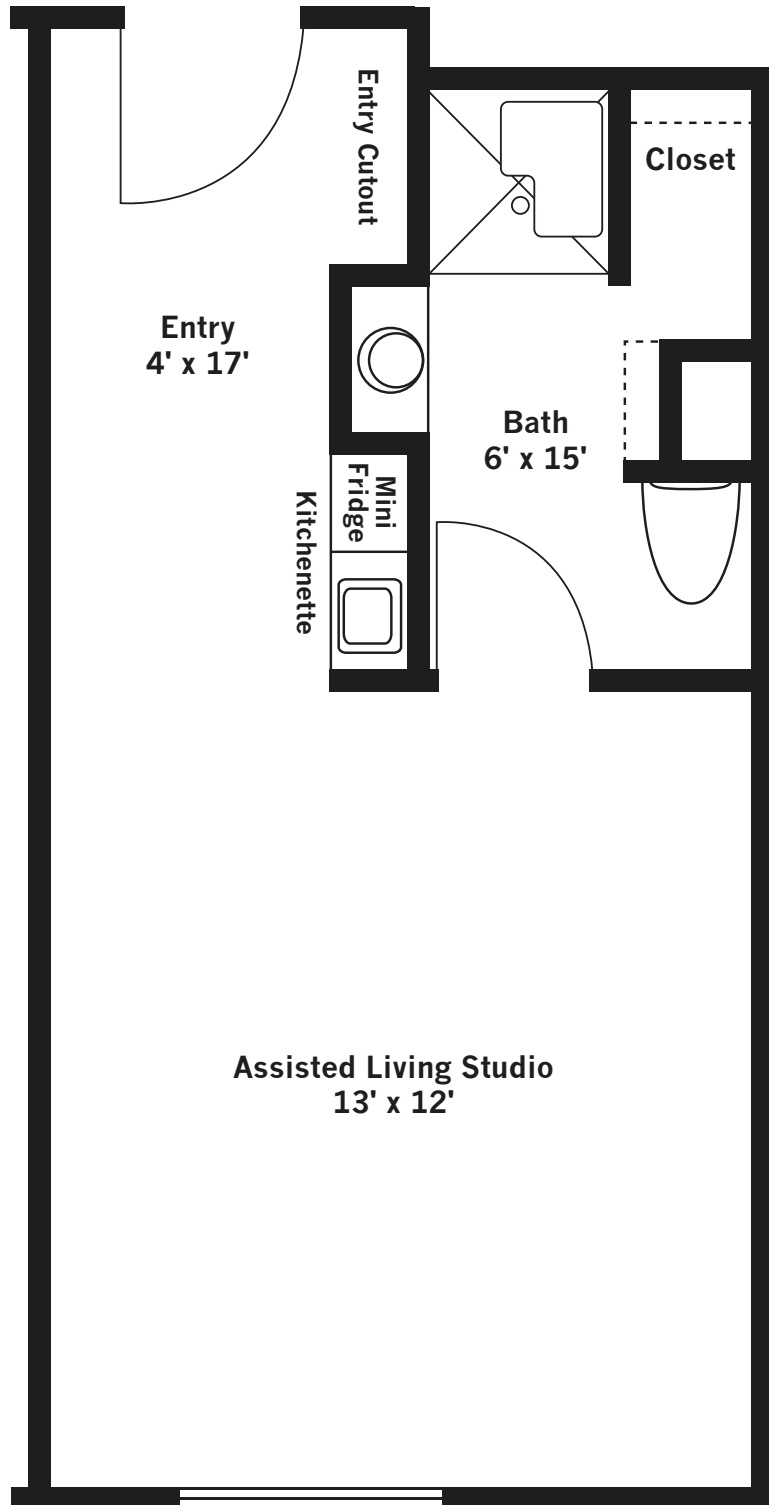 Entry Cutout
Closet
Entry
4' x 17'
Bath
6' x 15'
Mini
Fridge
Kitchenette
Assisted Living Studio
13' x 12'